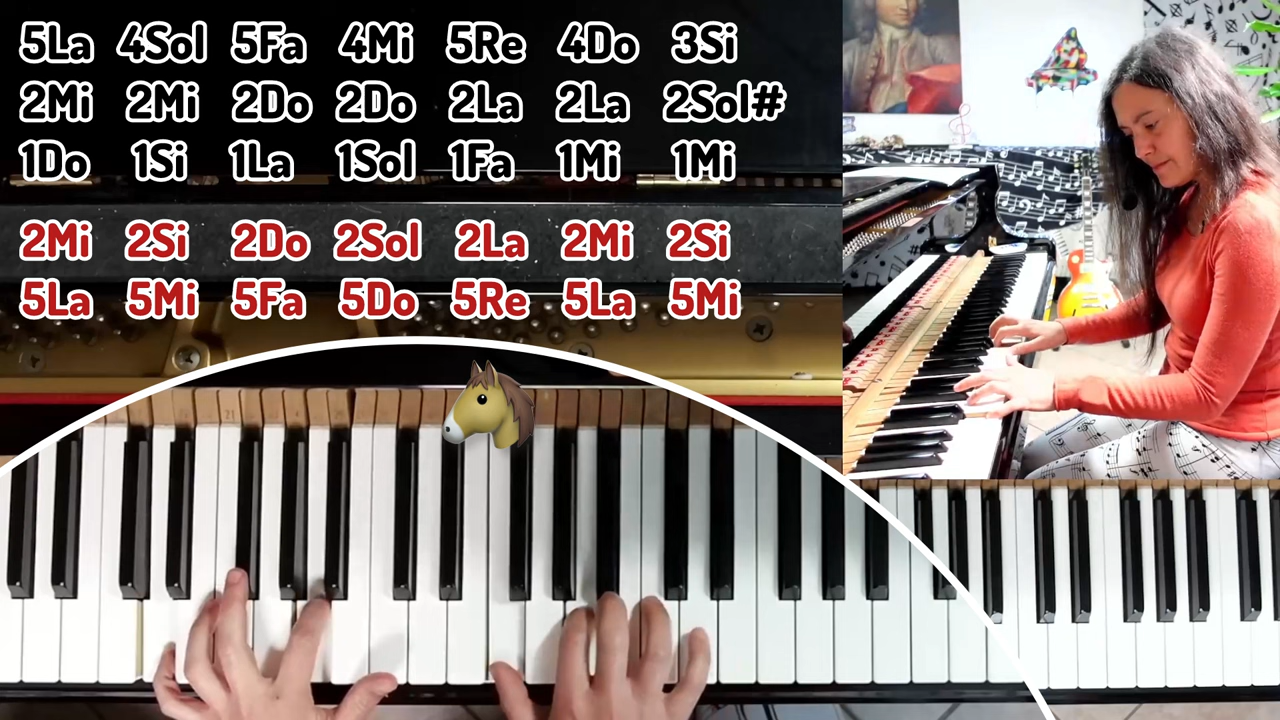 5La 4Sol 5Fa 4Mi 5Re 4Do 3Si
2Mi 2Mi 2Do 2Do 2La 2La 2Sol#
1Do 1Si 1La 1Sol 1Fa 1Mi 1Mi
2Mi 2Si 2Do 2Sol 2La 2Mi 2Si
5La 5Mi 5Fa 5Do 5Re 5La 5Mi